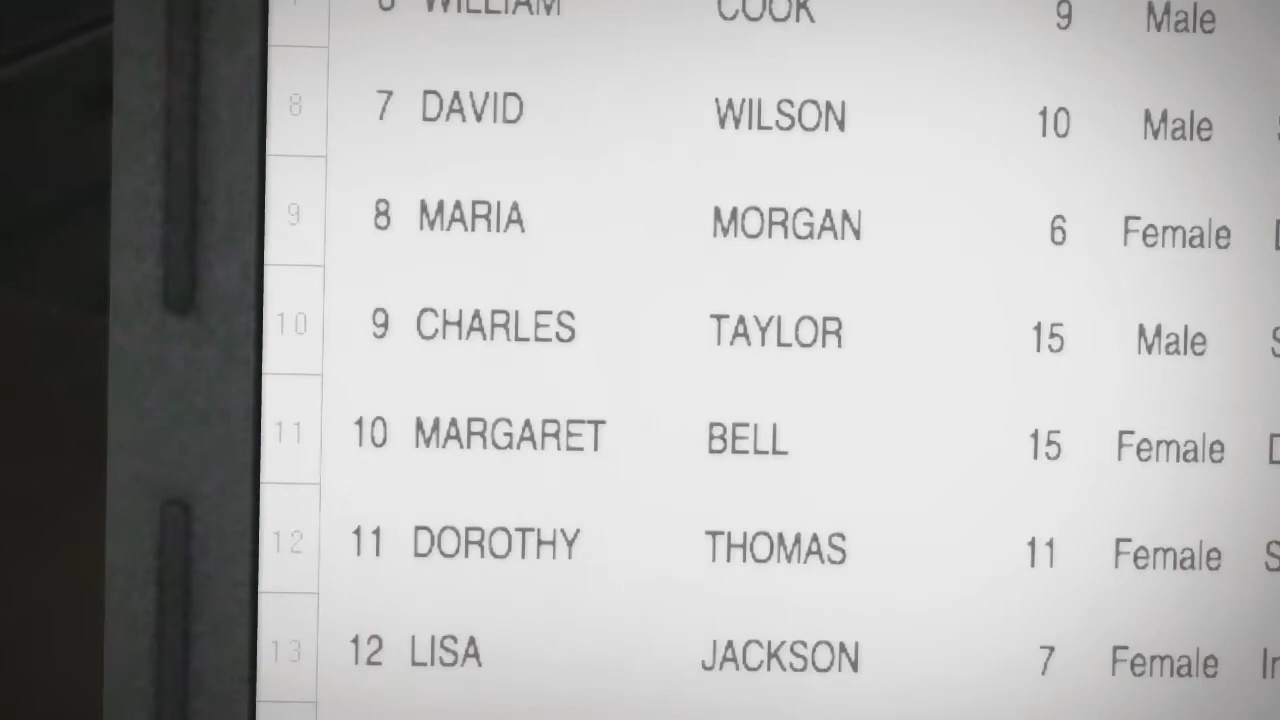 6 WILLIAM COOK 9 Male
8 7 DAVID WILSON 10 Male
9 8 MARIA MORGAN 6 Female
10 9 CHARLES TAYLOR 15 Male
11 10 MARGARET BELL 15 Female
12 11 DOROTHY THOMAS 11 Female
13 12 LISA JACKSON 7 Female